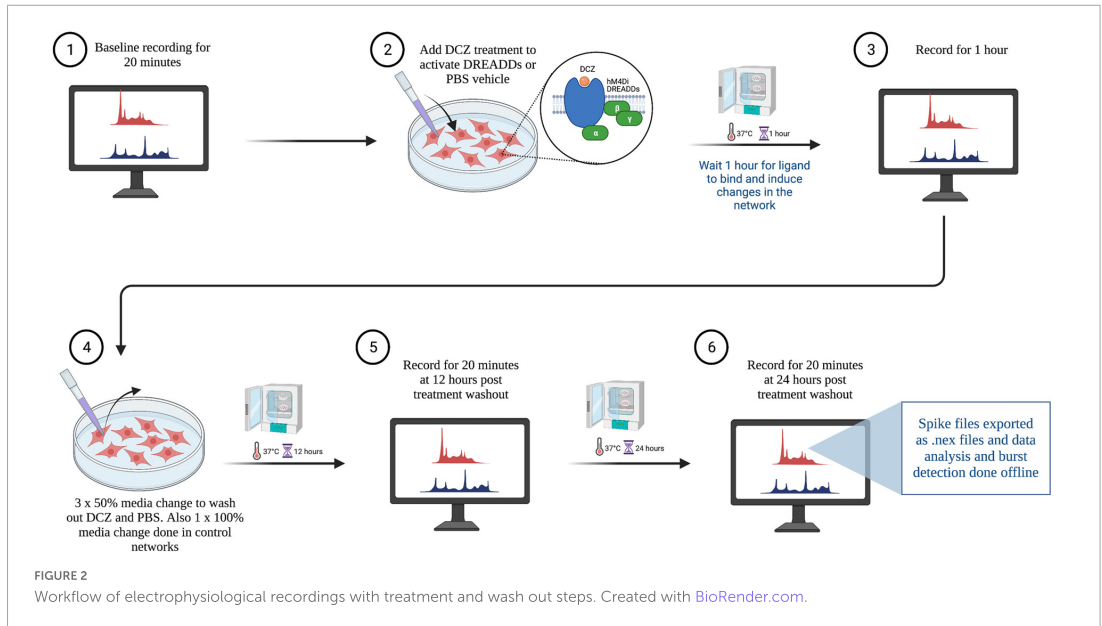 1
Baseline recording for
20 minutes
2
Add DCZ treatment to
activate DREADDs or
PBS vehicle
DCZ
hM4Di
DREADDs
β
γ
α
37°C
1 hour
Wait 1 hour for ligand
to bind and induce
changes in the
network
3
Record for 1 hour
4
3 x 50% media change to wash
out DCZ and PBS. Also 1 x 100%
media change done in control
networks
37°C
12 hours
5
Record for 20 minutes
at 12 hours post
treatment washout
37°C
24 hours
6
Record for 20 minutes
at 24 hours post
treatment washout
Spike files exported
as .nex files and data
analysis and burst
detection done offline
FIGURE 2
Workflow of electrophysiological recordings with treatment and wash out steps. Created with BioRender.com.